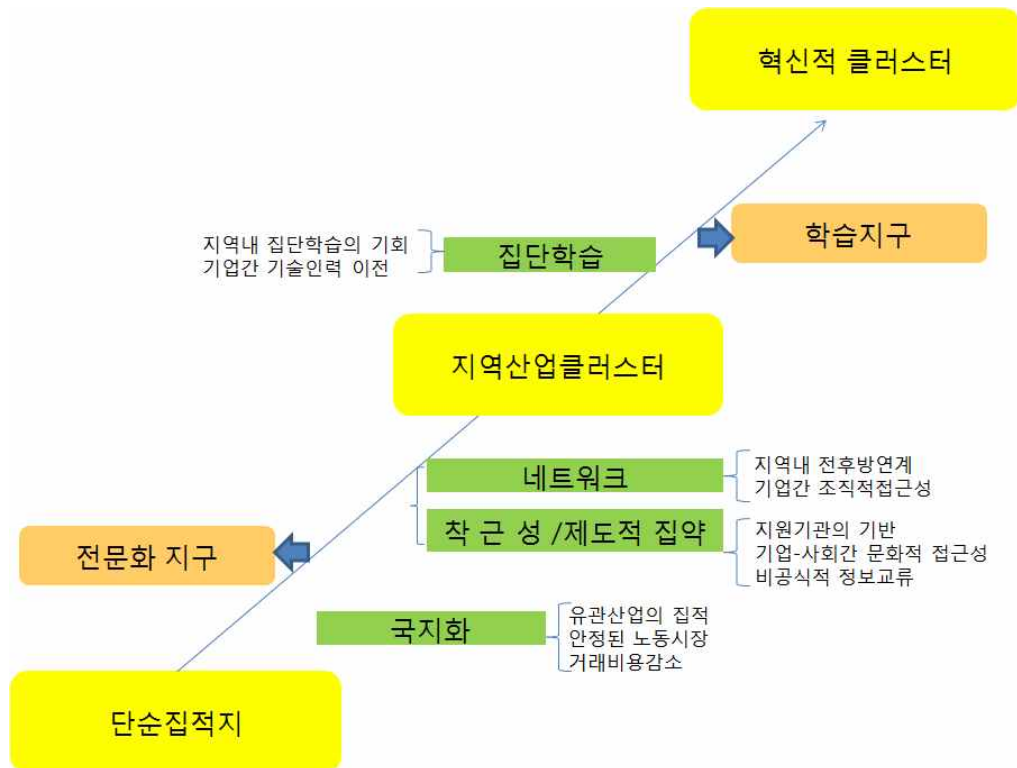 혁신적 클러스터
학습지구
지역내 집단학습의 기회
기업간 기술인력 이전
집단학습
지역산업클러스터
네트워크
지역내 전후방연계
기업간 조직적접근성
착 근 성 /제도적 집약
지원기관의 기반
기업-사회간 문화적 접근성
비공식적 정보교류
전문화 지구
국지화
유관산업의 집적
안정된 노동시장
거래비용감소
단순집적지